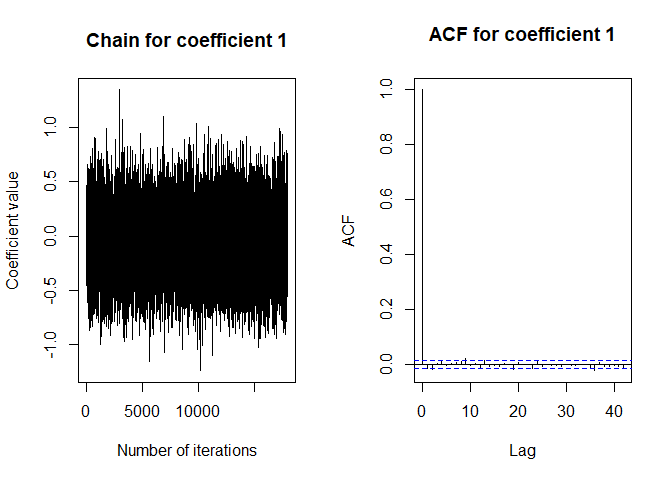 Chain for coefficient 1
Coefficient value
1.0
0.5
0.0
-0.5
-1.0
0 5000 10000
Number of iterations
ACF for coefficient 1
ACF
1.0
0.8
0.6
0.4
0.2
0.0
0 10 20 30 40
Lag